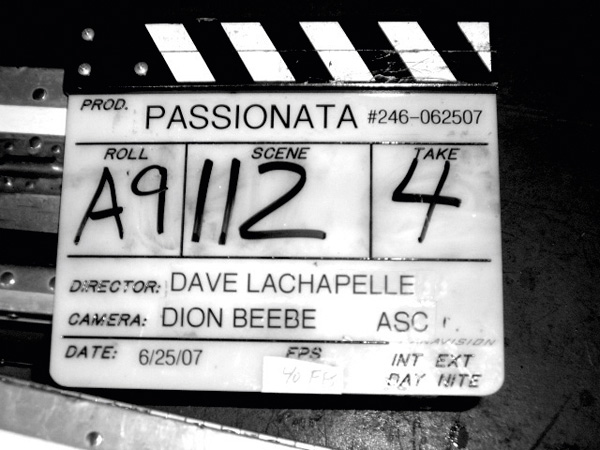 PROD. PASSIONATA #246-062507
ROLL SCENE TAKE
A9 112 4
DIRECTOR: DAVE LACHAPELLE
CAMERA: DION BEEBE ASC
PANAVISION
DATE: 6/25/07 FPS INT EXT
40 FPS DAY NITE